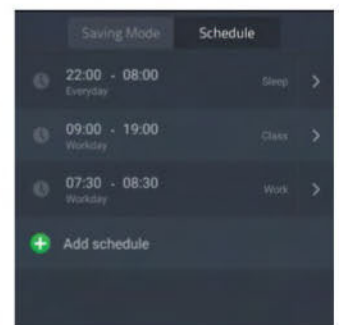 Saving Mode
Schedule
22:00 - 08:00
Everyday
Sleep
09:00 - 19:00
Workday
Class
07:30 - 08:30
Workday
Work
Add schedule